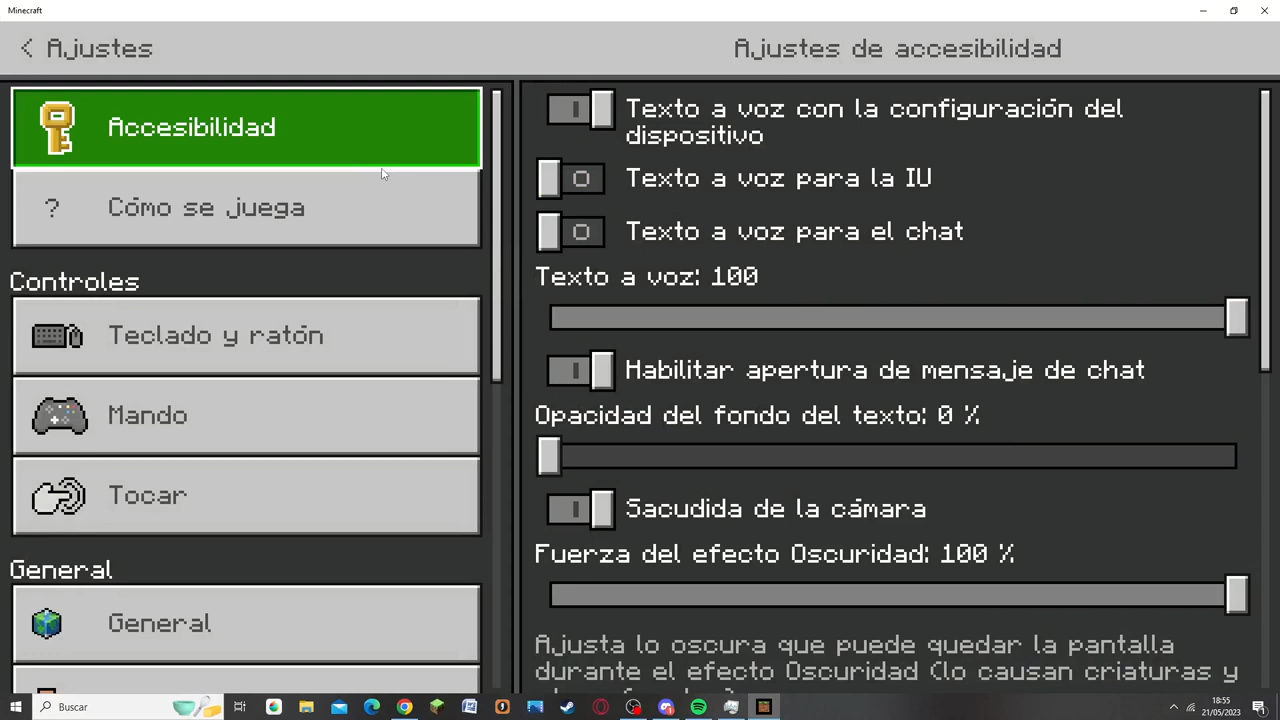 Minecraft
Ajustes
Ajustes de accesibilidad
Accesibilidad
? Cómo se juega
Controles
Teclado y ratón
Mando
Tocar
General
General
Texto a voz con la configuración del
dispositivo
Texto a voz para la IU
Texto a voz para el chat
Texto a voz: 100
Habilitar apertura de mensaje de chat
Opacidad del fondo del texto: 0 %
Sacudida de la cámara
Fuerza del efecto Oscuridad: 100 %
Ajusta lo oscura que puede quedar la pantalla
durante el efecto Oscuridad (lo causan criaturas y
Buscar
18:55
21/05/2023